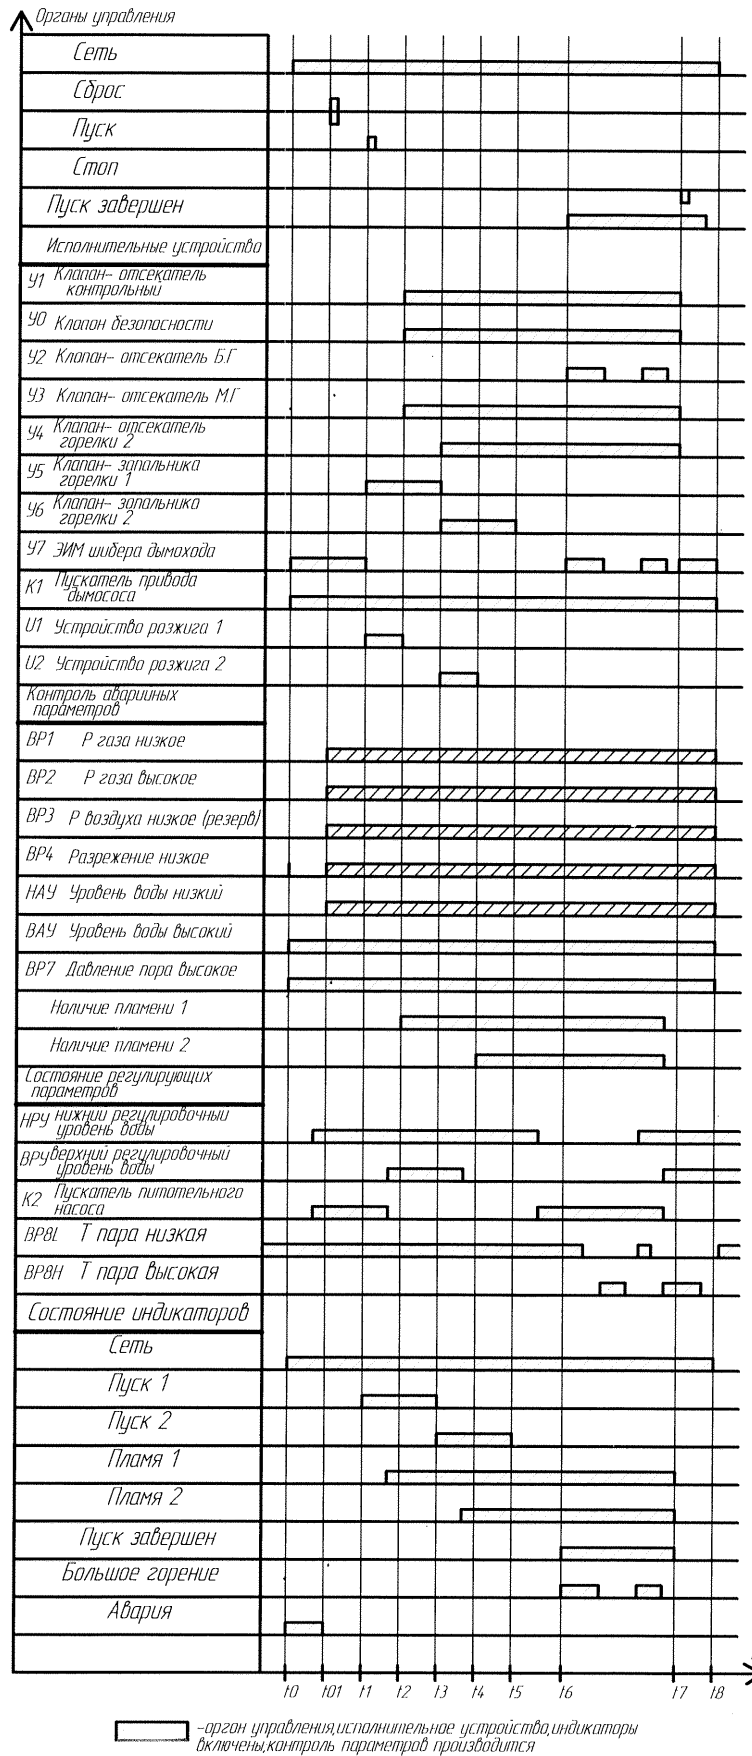 Органы управления
Сеть
Сброс
Пуск
Стоп
Пуск завершен
Исполнительные устройство
У1 Клапан- отсекатель
контрольный
У0 Клапон безопасности
У2 Клапан- отсекатель Б.Г
У3 Клапан- отсекатель М.Г
У4 Клапан- отсекатель
горелки 2
У5 Клапан- запальника
горелки 1
У6 Клапан- запальника
горелки 2
У7 ЭИМ шибера дымохода
К1 Пускатель привода
дымососа
U1 Устройство розжига 1
U2 Устройство розжига 2
Контроль аварийных
параметров
ВР1 Р газа низкое
ВР2 Р газа высокое
ВР3 Р воздуха низкое (резерв)
ВР4 Разрежение низкое
НАУ Уровень воды низкий
ВАУ Уровень воды высокий
ВР7 Давление пара высокое
Наличие пламени 1
Наличие пламени 2
Состояние регулирующих
параметров
НРУ нижний регулировочный
уровень воды
ВРУ верхний регулировочный
уровень воды
К2 Пускатель питательного
насоса
ВР8L Т пара низкая
ВР8Н Т пара высокая
Состояние индикаторов
Сеть
Пуск 1
Пуск 2
Пламя 1
Пламя 2
Пуск завершен
Большое горение
Авария
t0 t01 t1 t2 t3 t4 t5 t6 t7 t8
-орган управления,исполнительное устройство,индикаторы
включены,контроль параметров производится